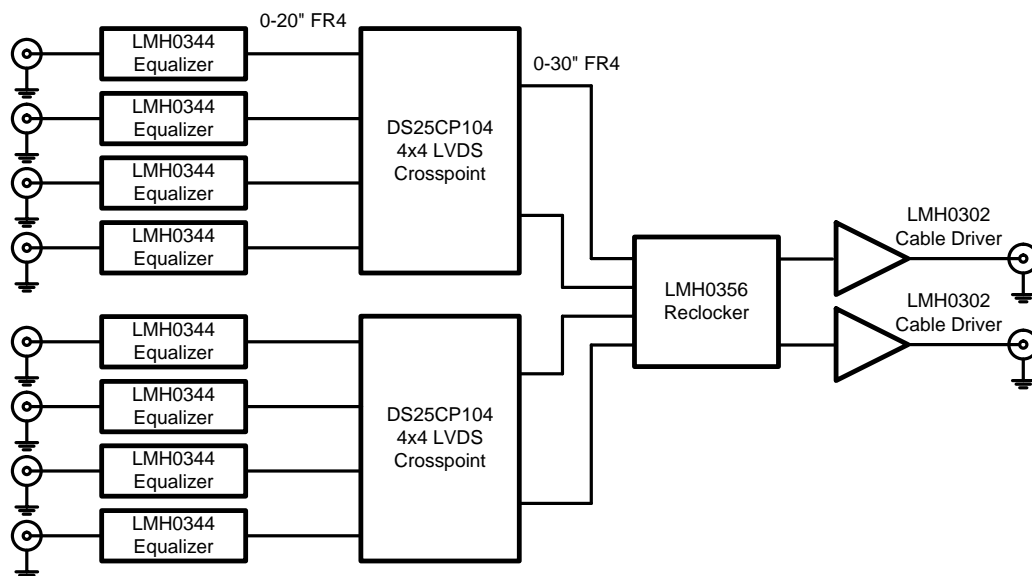 0-20" FR4
LMH0344
Equalizer
LMH0344
Equalizer
LMH0344
Equalizer
LMH0344
Equalizer
DS25CP104
4x4 LVDS
Crosspoint
0-30" FR4
LMH0344
Equalizer
LMH0344
Equalizer
LMH0344
Equalizer
LMH0344
Equalizer
DS25CP104
4x4 LVDS
Crosspoint
LMH0356
Reclocker
LMH0302
Cable Driver
LMH0302
Cable Driver